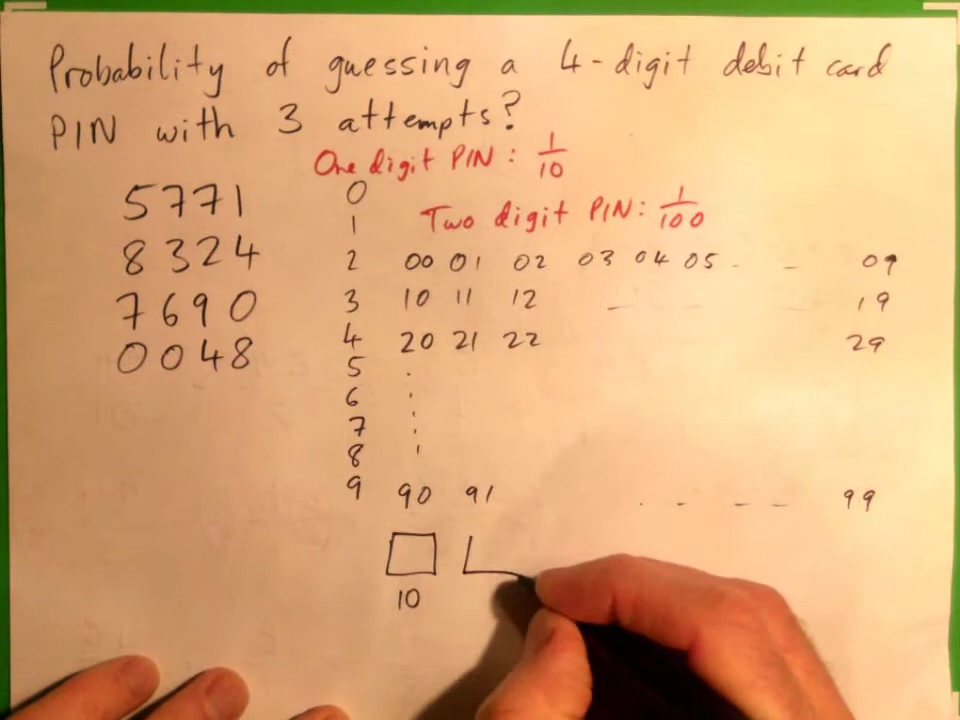 Probability of guessing a 4-digit debit card
PIN with 3 attempts?
One digit PIN: 1/10
Two digit PIN: 1/100
5771
8324
7690
0048
0
1
2
3
4
5
6
7
8
9
00 01 02 03 04 05 - - 09
10 11 12 - - - - 19
20 21 22 29
90 91 . - - - 99
10